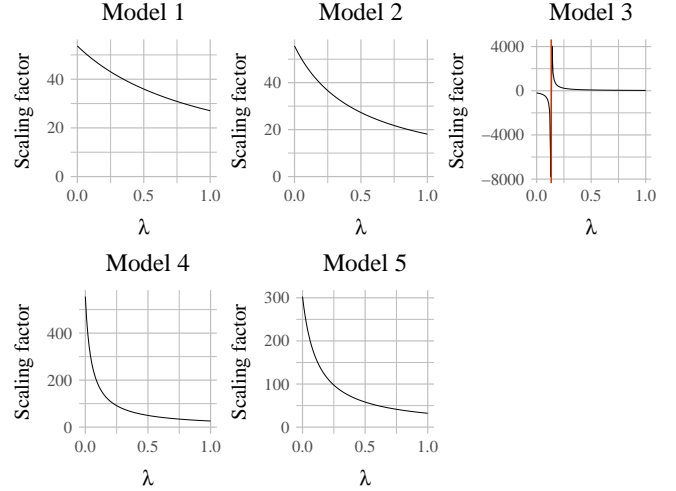 Model 1
Model 2
Model 3
Scaling factor
40
20
0
0.0 0.5 1.0
λ
Scaling factor
40
20
0
0.0 0.5 1.0
λ
Scaling factor
4000
0
−4000
−8000
0.0 0.5 1.0
λ
Model 4
Model 5
Scaling factor
400
200
0
0.0 0.5 1.0
λ
Scaling factor
300
200
100
0
0.0 0.5 1.0
λ